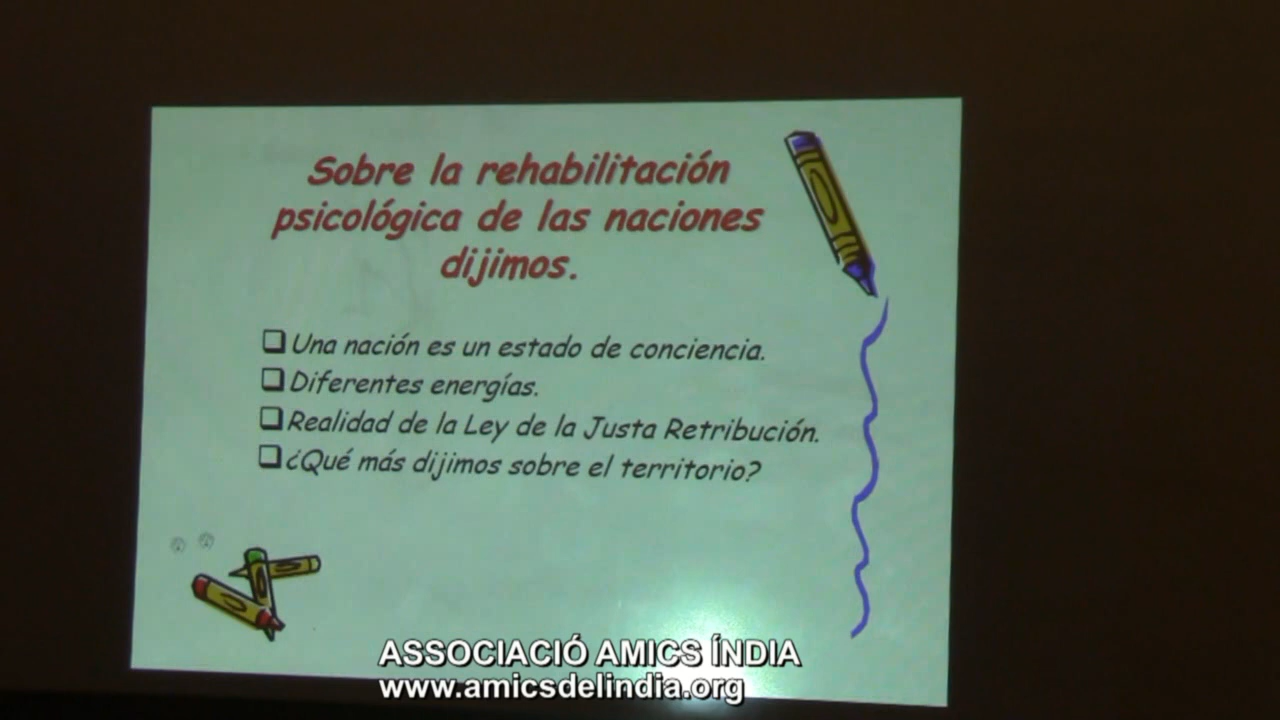 Sobre la rehabilitación
psicológica de las naciones
dijimos.
Una nación es un estado de conciencia.
Diferentes energías.
Realidad de la Ley de la Justa Retribución.
¿Qué más dijimos sobre el territorio?
ASSOCIACIÓ AMICS ÍNDIA
www.amicsdelindia.org